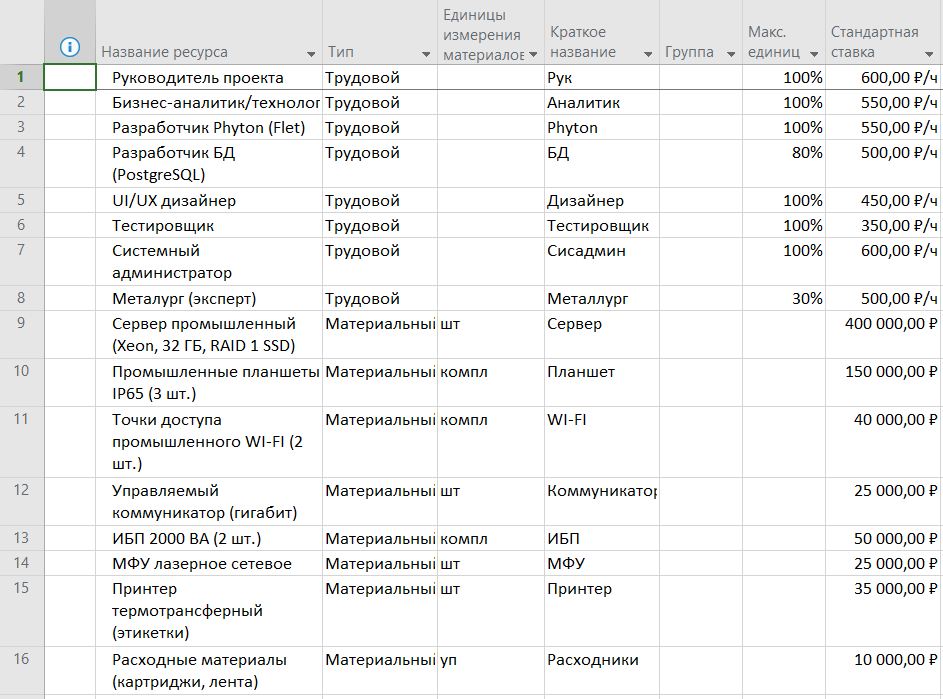 Название ресурса Тип Единицы измерения материалов Краткое название Группа Макс. единиц Стандартная ставка
1 Руководитель проекта Трудовой Рук 100% 600,00 ₽/ч
2 Бизнес-аналитик/технолог Трудовой Аналитик 100% 550,00 ₽/ч
3 Разработчик Phyton (Flet) Трудовой Phyton 100% 550,00 ₽/ч
4 Разработчик БД Трудовой БД 80% 500,00 ₽/ч
(PostgreSQL)
5 UI/UX дизайнер Трудовой Дизайнер 100% 450,00 ₽/ч
6 Тестировщик Трудовой Тестировщик 100% 350,00 ₽/ч
7 Системный Трудовой Сисадмин 100% 600,00 ₽/ч
администратор
8 Металург (эксперт) Трудовой Металлург 30% 500,00 ₽/ч
9 Сервер промышленный Материальный шт Сервер 400 000,00 ₽
(Xeon, 32 ГБ, RAID 1 SSD)
10 Промышленные планшеты Материальный компл Планшет 150 000,00 ₽
IP65 (3 шт.)
11 Точки доступа Материальный компл WI-FI 40 000,00 ₽
промышленного WI-FI (2
шт.)
12 Управляемый Материальный шт Коммуникатор 25 000,00 ₽
коммуникатор (гигабит)
13 ИБП 2000 ВА (2 шт.) Материальный компл ИБП 50 000,00 ₽
14 МФУ лазерное сетевое Материальный шт МФУ 25 000,00 ₽
15 Принтер Материальный шт Принтер 35 000,00 ₽
термотрансферный
(этикетки)
16 Расходные материалы Материальный уп Расходники 10 000,00 ₽
(картриджи, лента)